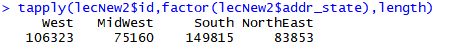 > tapply(lecNew2$id,factor(lecNew2$addr_state),length)
West MidWest South NorthEast
106323 75160 149815 83853